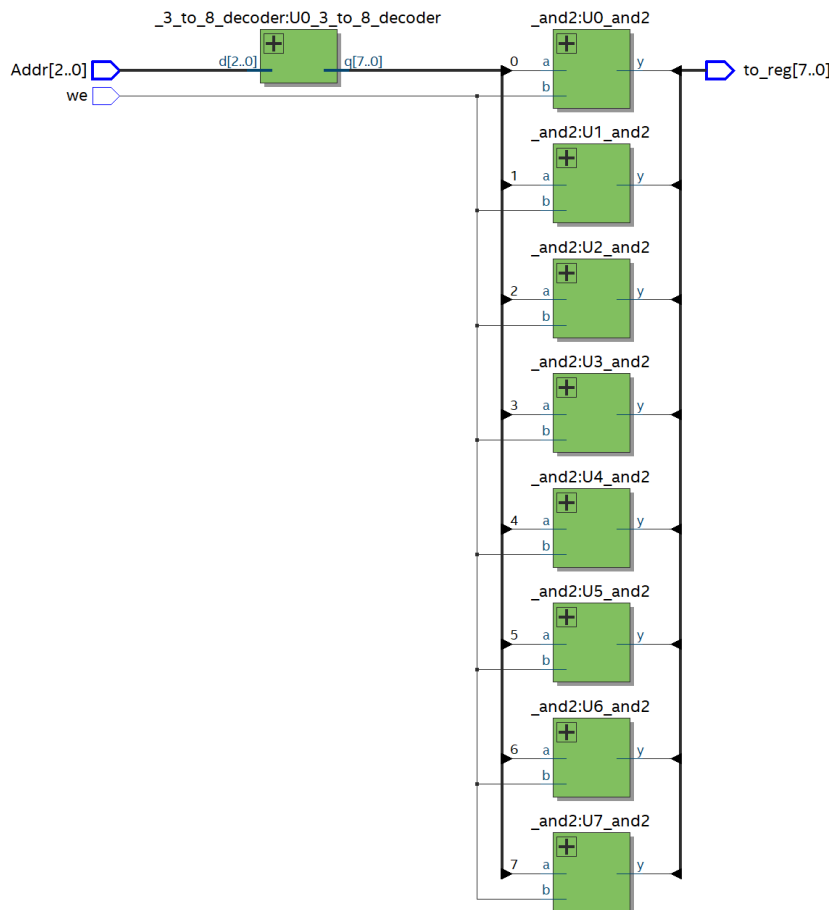 _3_to_8_decoder:U0_3_to_8_decoder
_and2:U0_and2
Addr[2..0]
d[2..0]
q[7..0]
0
a
y
to_reg[7..0]
we
b
_and2:U1_and2
1
a
y
b
_and2:U2_and2
2
a
y
b
_and2:U3_and2
3
a
y
b
_and2:U4_and2
4
a
y
b
_and2:U5_and2
5
a
y
b
_and2:U6_and2
6
a
y
b
_and2:U7_and2
7
a
y
b